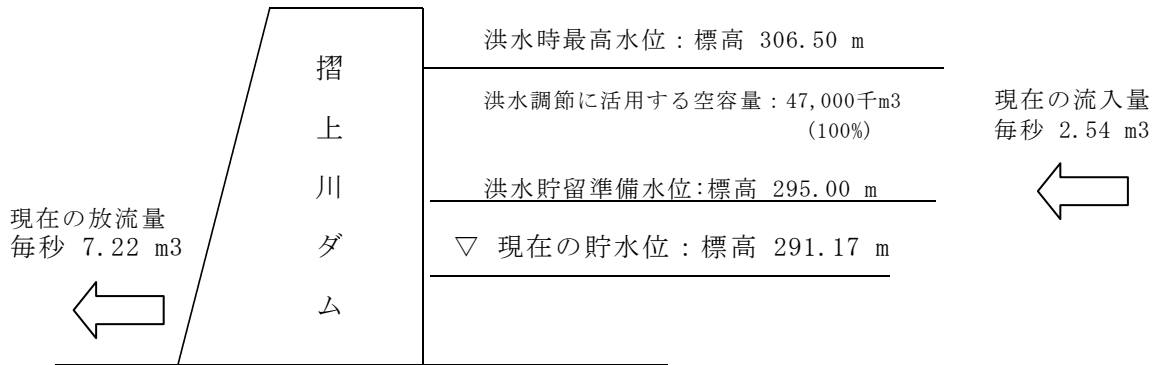 洪水時最高水位：標高 306.50 m
摺上川ダム
洪水調節に活用する空容量：47,000千m3
(100%)
現在の流入量
毎秒 2.54 m3
洪水貯留準備水位:標高 295.00 m
現在の放流量
毎秒 7.22 m3
▽ 現在の貯水位：標高 291.17 m